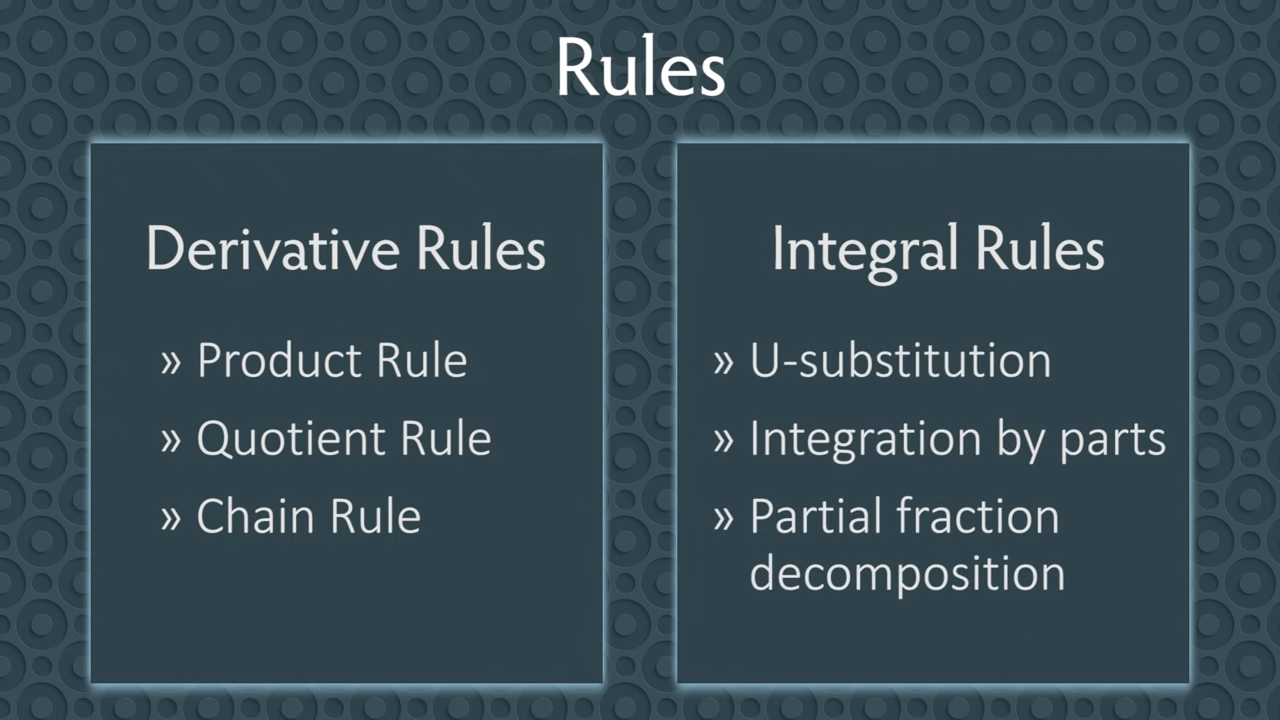 Rules
Derivative Rules
» Product Rule
» Quotient Rule
» Chain Rule
Integral Rules
» U-substitution
» Integration by parts
» Partial fraction
decomposition